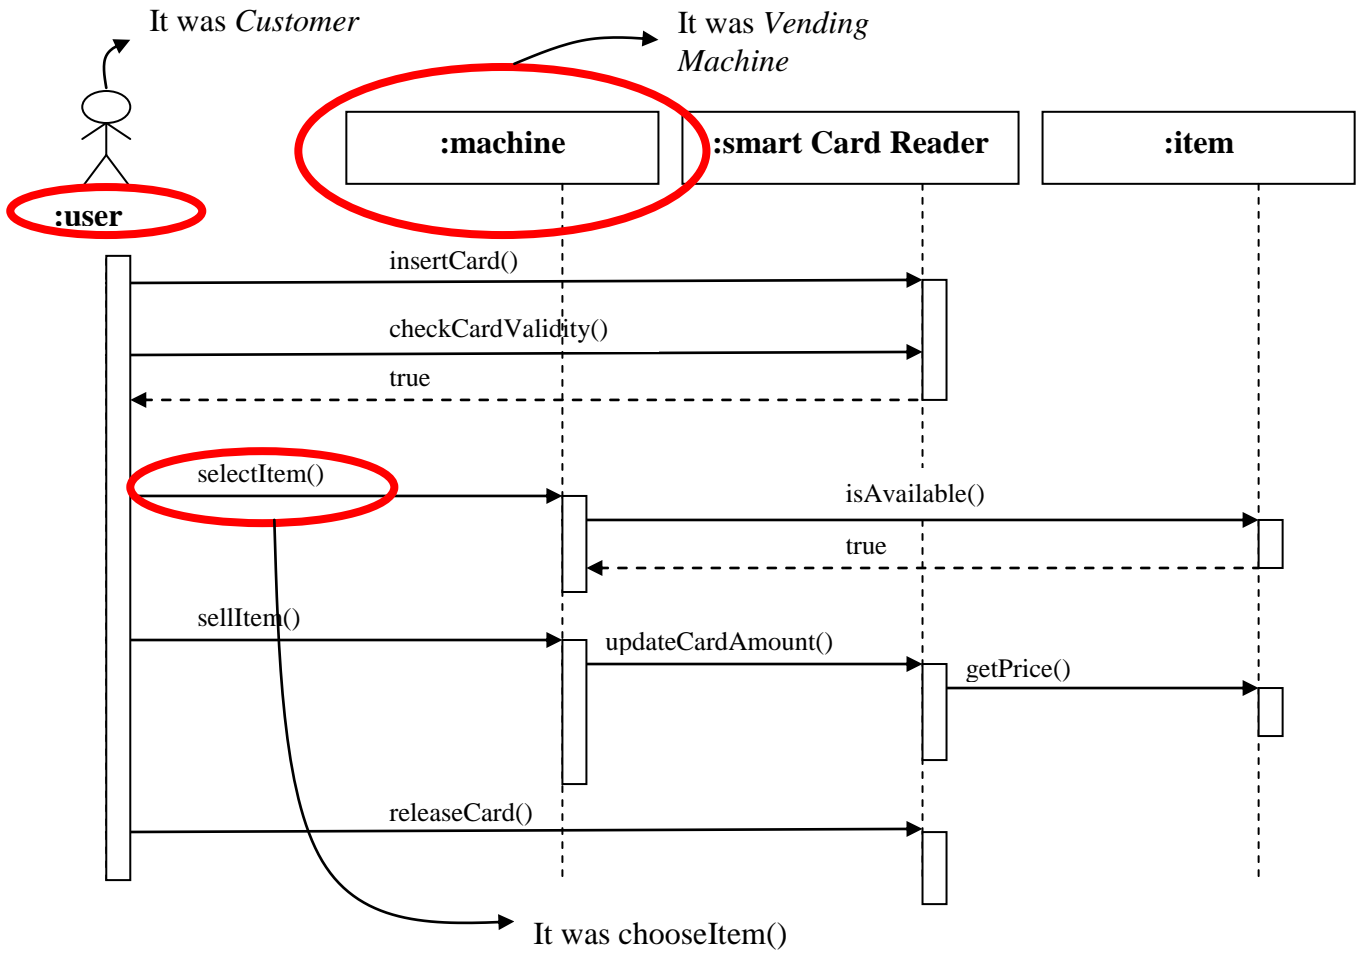 It was Customer
It was Vending
Machine
:machine
:smart Card Reader
:item
:user
insertCard()
checkCardValidity()
true
selectItem()
isAvailable()
true
sellItem()
updateCardAmount()
getPrice()
releaseCard()
It was chooseItem()